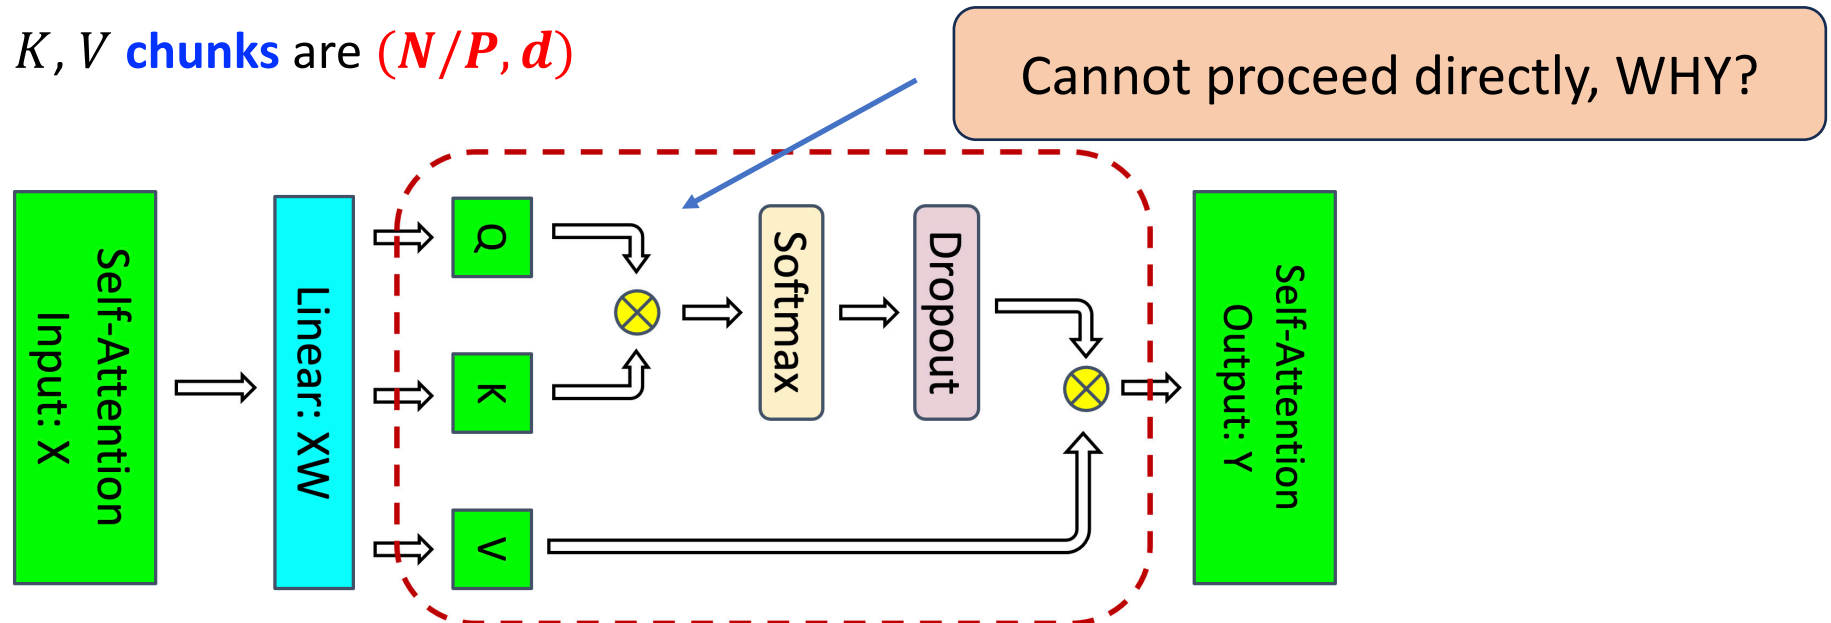 K, V chunks are (N/P, d)
Cannot proceed directly, WHY?
Self-Attention
Input: X
Linear: XW
Q
K
V
Softmax
Dropout
Self-Attention
Output: Y